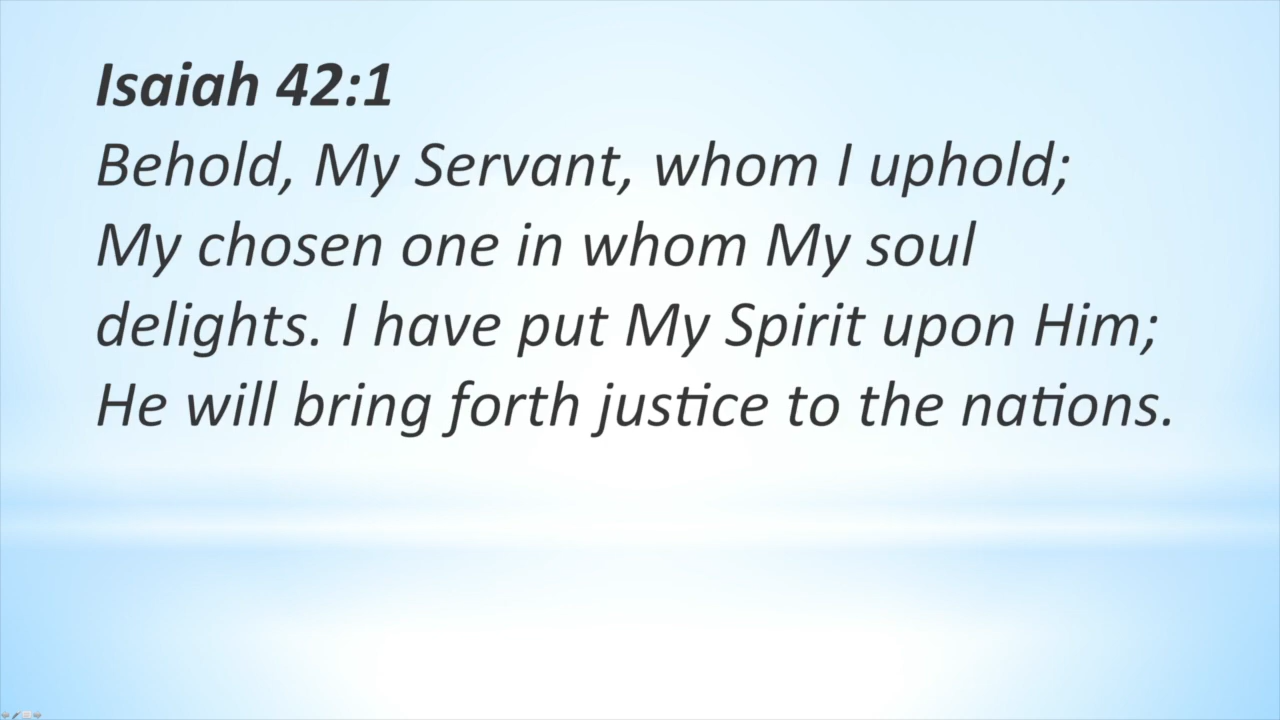 Isaiah 42:1
Behold, My Servant, whom I uphold;
My chosen one in whom My soul
delights. I have put My Spirit upon Him;
He will bring forth justice to the nations.